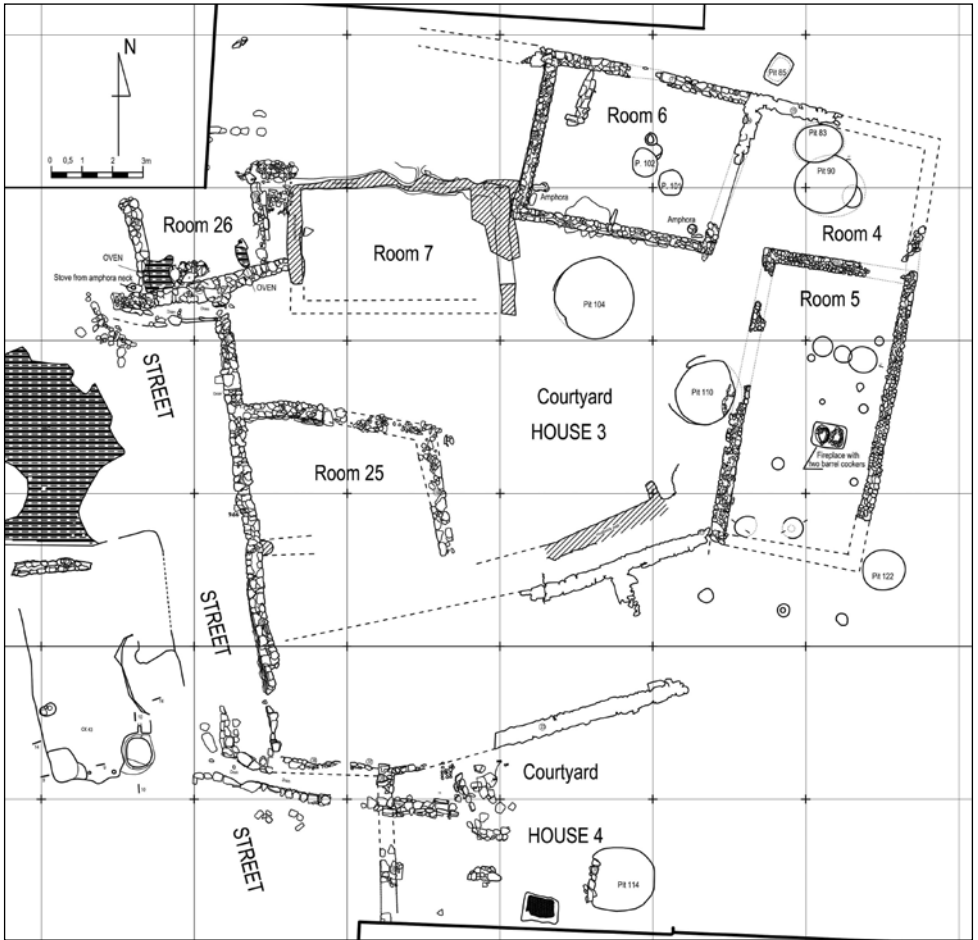 N
0 0,5 1 2 3m
Pit 85
Room 6
Pit 83
P. 102
Pit 90
P. 101
Amphora
Amphora
Room 26
OVEN
Stove from amphora neck
OVEN
Room 7
Room 4
Room 5
Pit 104
STREET
Courtyard
HOUSE 3
Pit 110
Fireplace with
two barrel cookers
Room 25
STREET
Pit 122
Courtyard
HOUSE 4
STREET
Pit 114